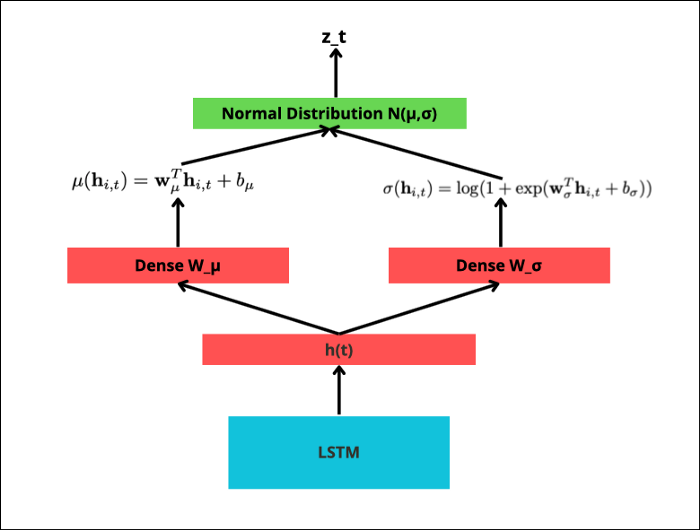 z_t
Normal Distribution N(μ,σ)
μ(h_{i,t}) = w_μ^T h_{i,t} + b_μ
σ(h_{i,t}) = log(1 + exp(w_σ^T h_{i,t} + b_σ))
Dense W_μ
Dense W_σ
h(t)
LSTM